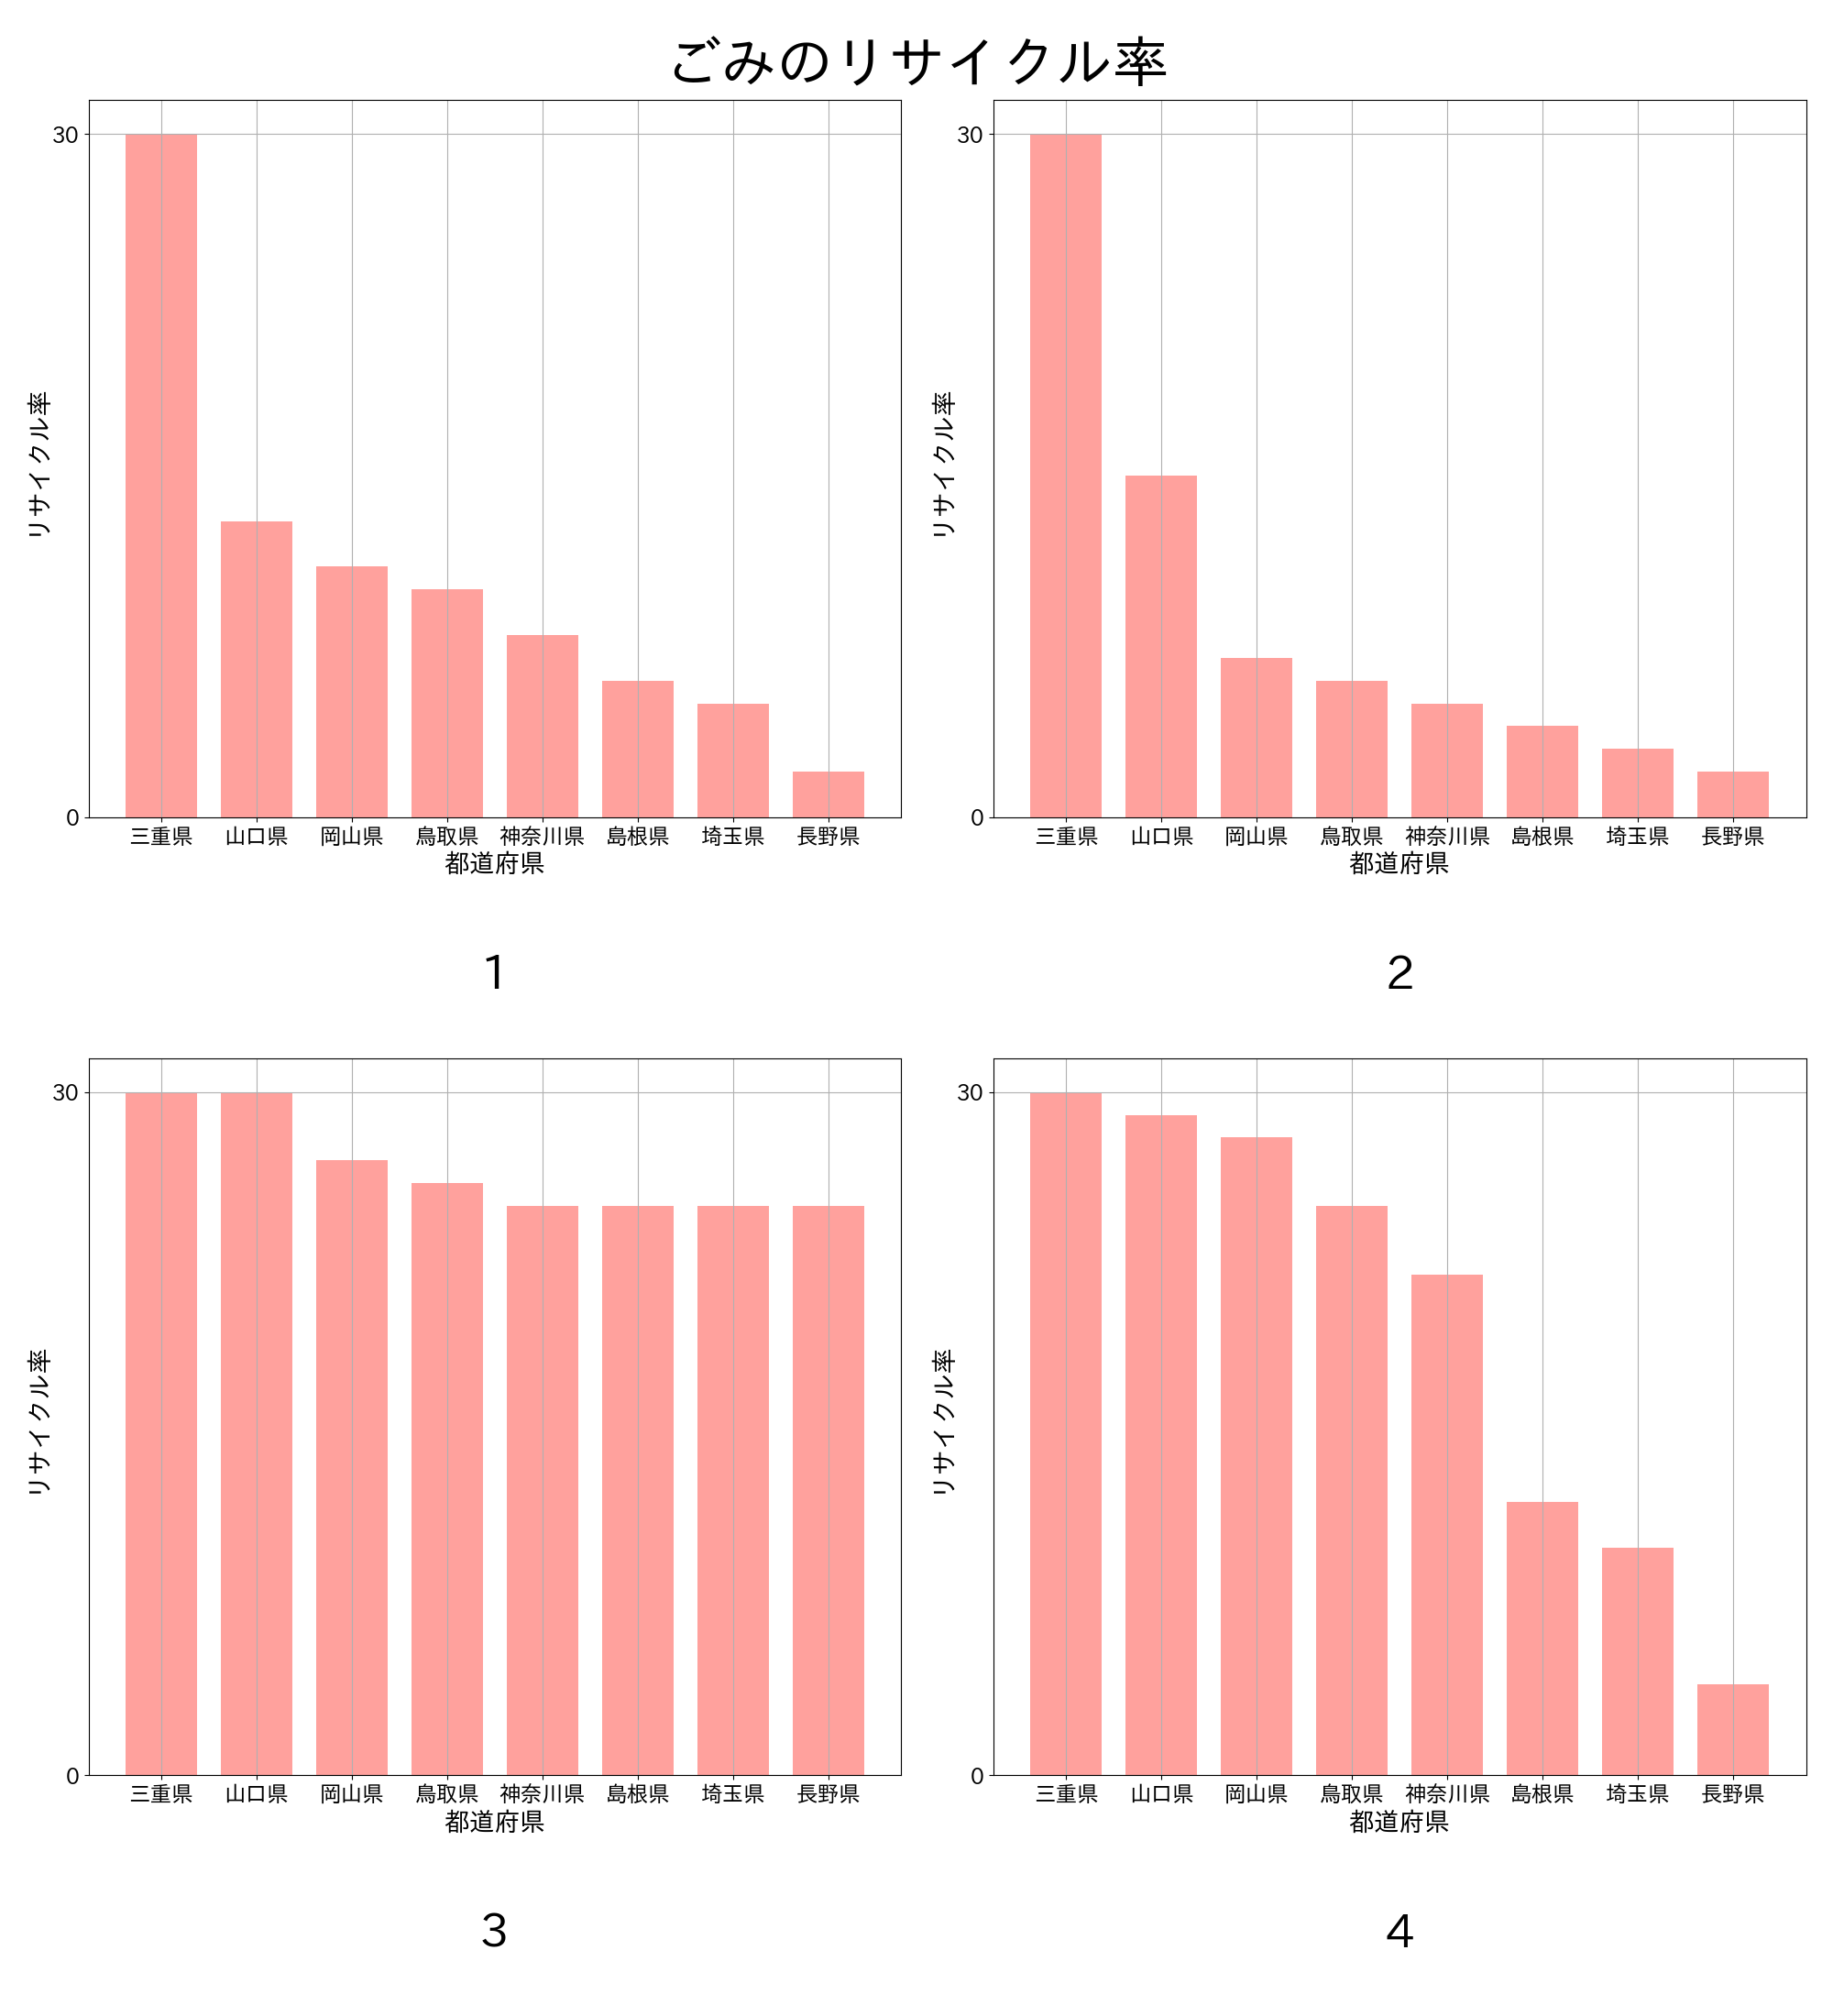 ごみのリサイクル率
30
0
リサイクル率
三重県 山口県 岡山県 鳥取県 神奈川県 島根県 埼玉県 長野県
都道府県
1
30
0
リサイクル率
三重県 山口県 岡山県 鳥取県 神奈川県 島根県 埼玉県 長野県
都道府県
2
30
0
リサイクル率
三重県 山口県 岡山県 鳥取県 神奈川県 島根県 埼玉県 長野県
都道府県
3
30
0
リサイクル率
三重県 山口県 岡山県 鳥取県 神奈川県 島根県 埼玉県 長野県
都道府県
4